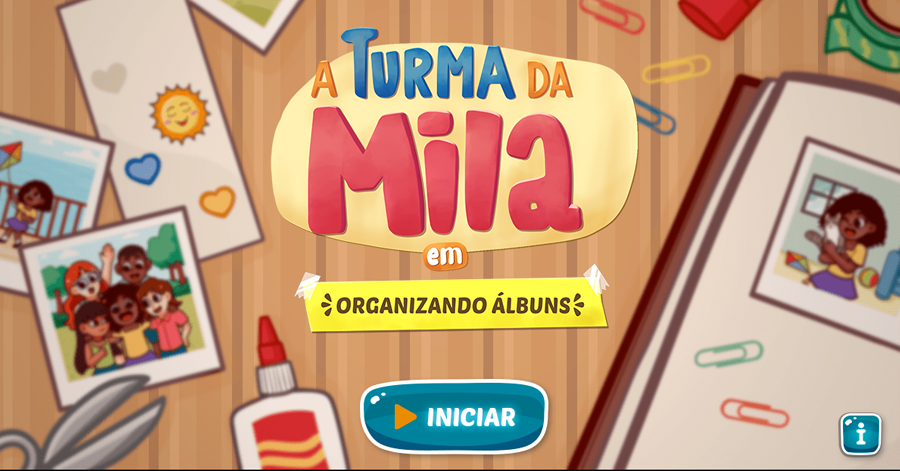 A TURMA DA
Mila
em
ORGANIZANDO ÁLBUNS
INICIAR
i